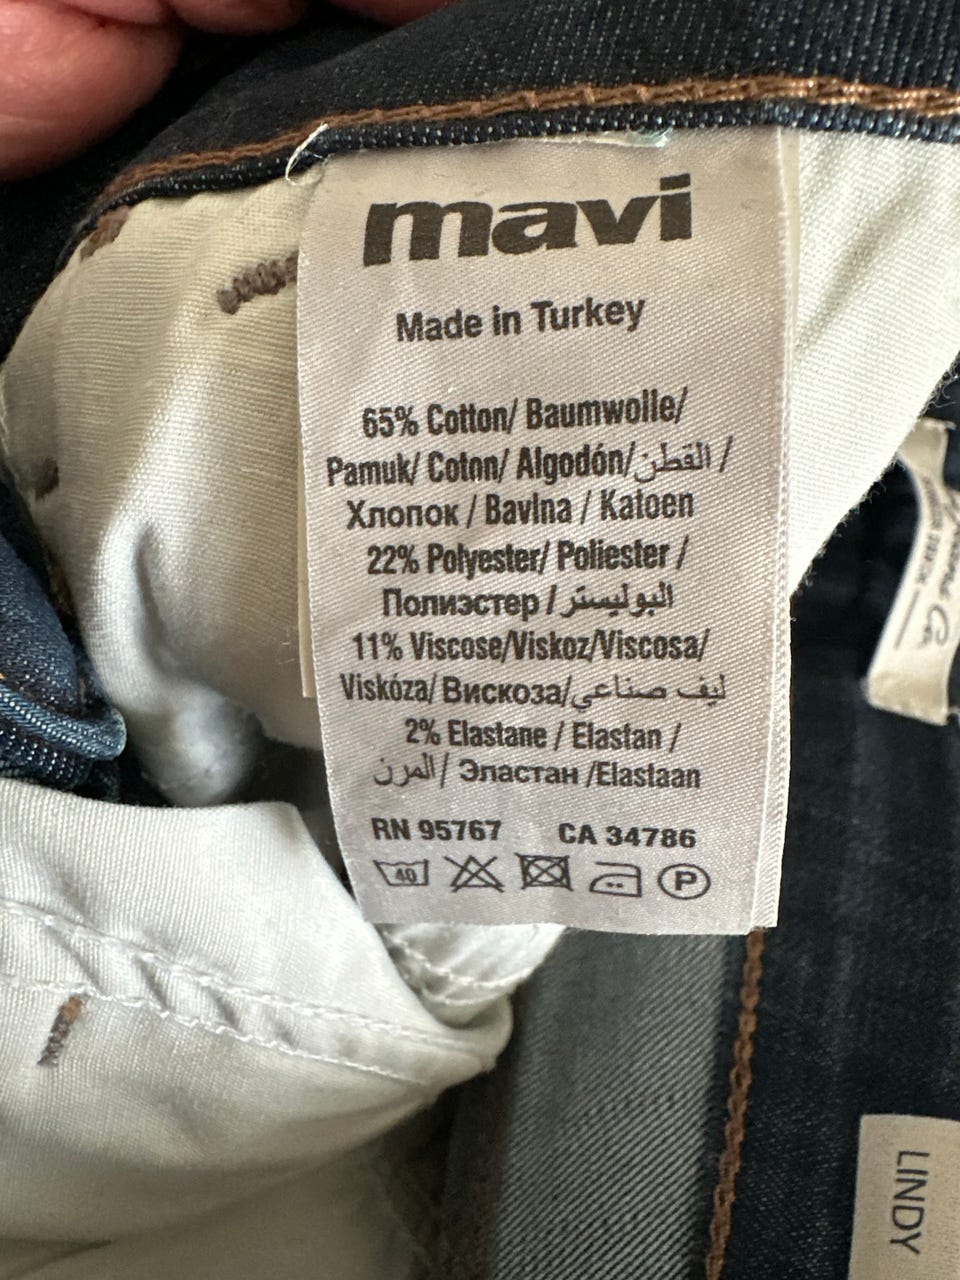 mavi
Made in Turkey
65% Cotton/ Baumwolle/
Pamuk/ Coton/ Algodón/القطن /
Хлопок / Bavlna / Katoen
22% Polyester/ Poliester /
Полиэстер / البوليستر
11% Viscose/Viskoz/Viscosa/
Viskóza/ Вискоза/ليف صناعي
2% Elastane / Elastan /
المرن/ Эластан /Elastaan
RN 95767 CA 34786
40 P
LINDY